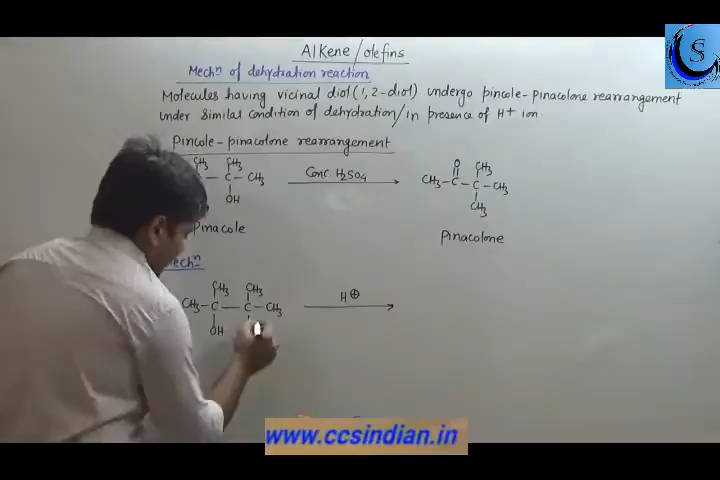 Alkene/olefins
Mechn of dehydration reaction
Molecules having vicinal diol (1, 2-diol) undergo pincole-pinacolone rearrangement
under similar condition of dehydration/in presence of H+ ion
Pincole-pinacolone rearrangement
CH3 CH3
– C – CH3
OH
Conc. H2SO4
O CH3
CH3 – C – C – CH3
CH3
Pinacole
Pinacolone
Mechn
CH3 CH3
CH3 – C – C – CH3
OH
H⊕
S
www.ccsindian.in